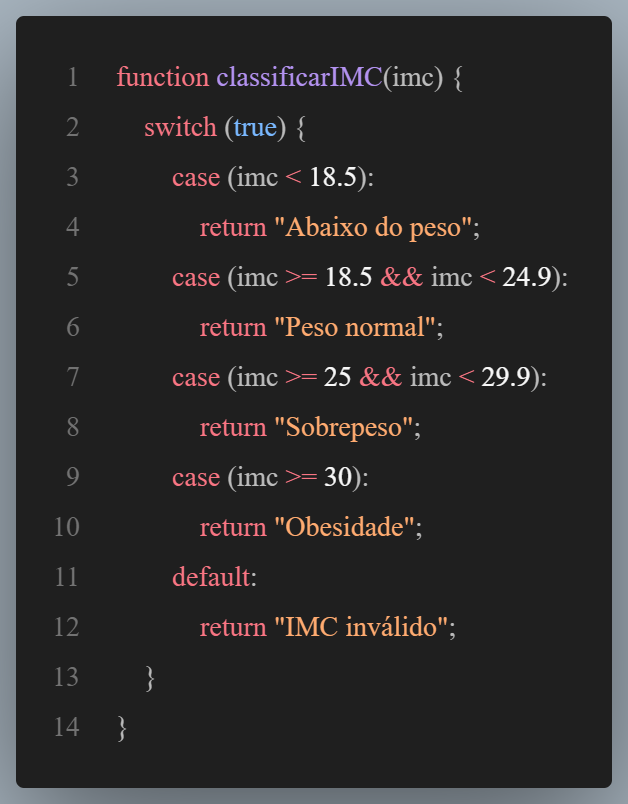 1 function classificarIMC(imc) {
2 switch (true) {
3 case (imc < 18.5):
4 return "Abaixo do peso";
5 case (imc >= 18.5 && imc < 24.9):
6 return "Peso normal";
7 case (imc >= 25 && imc < 29.9):
8 return "Sobrepeso";
9 case (imc >= 30):
10 return "Obesidade";
11 default:
12 return "IMC inválido";
13 }
14 }